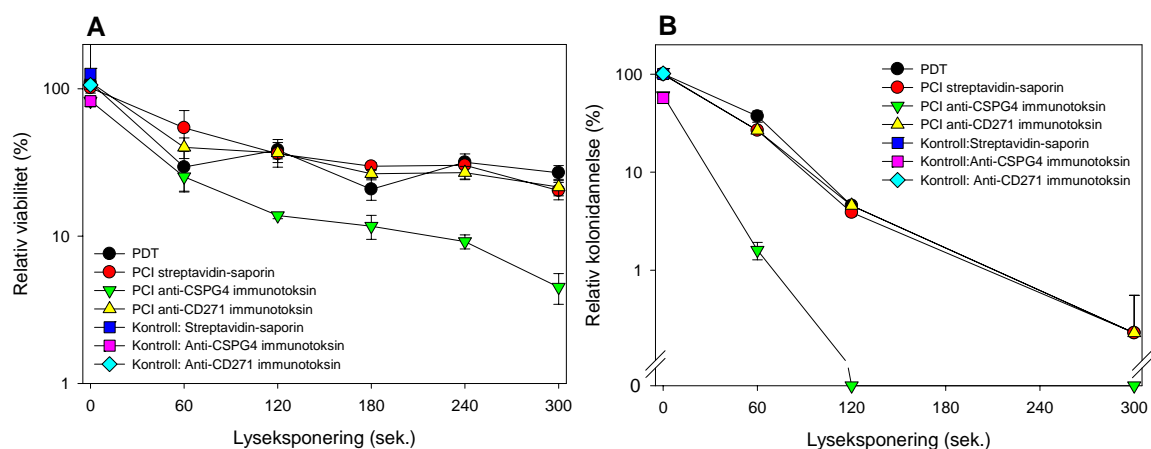 A
Relativ viabilitet (%)
100
10
1
PDT
PCI streptavidin-saporin
PCI anti-CSPG4 immunotoksin
PCI anti-CD271 immunotoksin
Kontroll: Streptavidin-saporin
Kontroll: Anti-CSPG4 immunotoksin
Kontroll: Anti-CD271 immunotoksin
0 60 120 180 240 300
Lyseksponering (sek.)
B
Relativ kolonidannelse (%)
100
10
1
0
PDT
PCI streptavidin-saporin
PCI anti-CSPG4 immunotoksin
PCI anti-CD271 immunotoksin
Kontroll:Streptavidin-saporin
Kontroll:Anti-CSPG4 immunotoksin
Kontroll: Anti-CD271 immunotoksin
0 60 120 180 240 300
Lyseksponering (sek.)